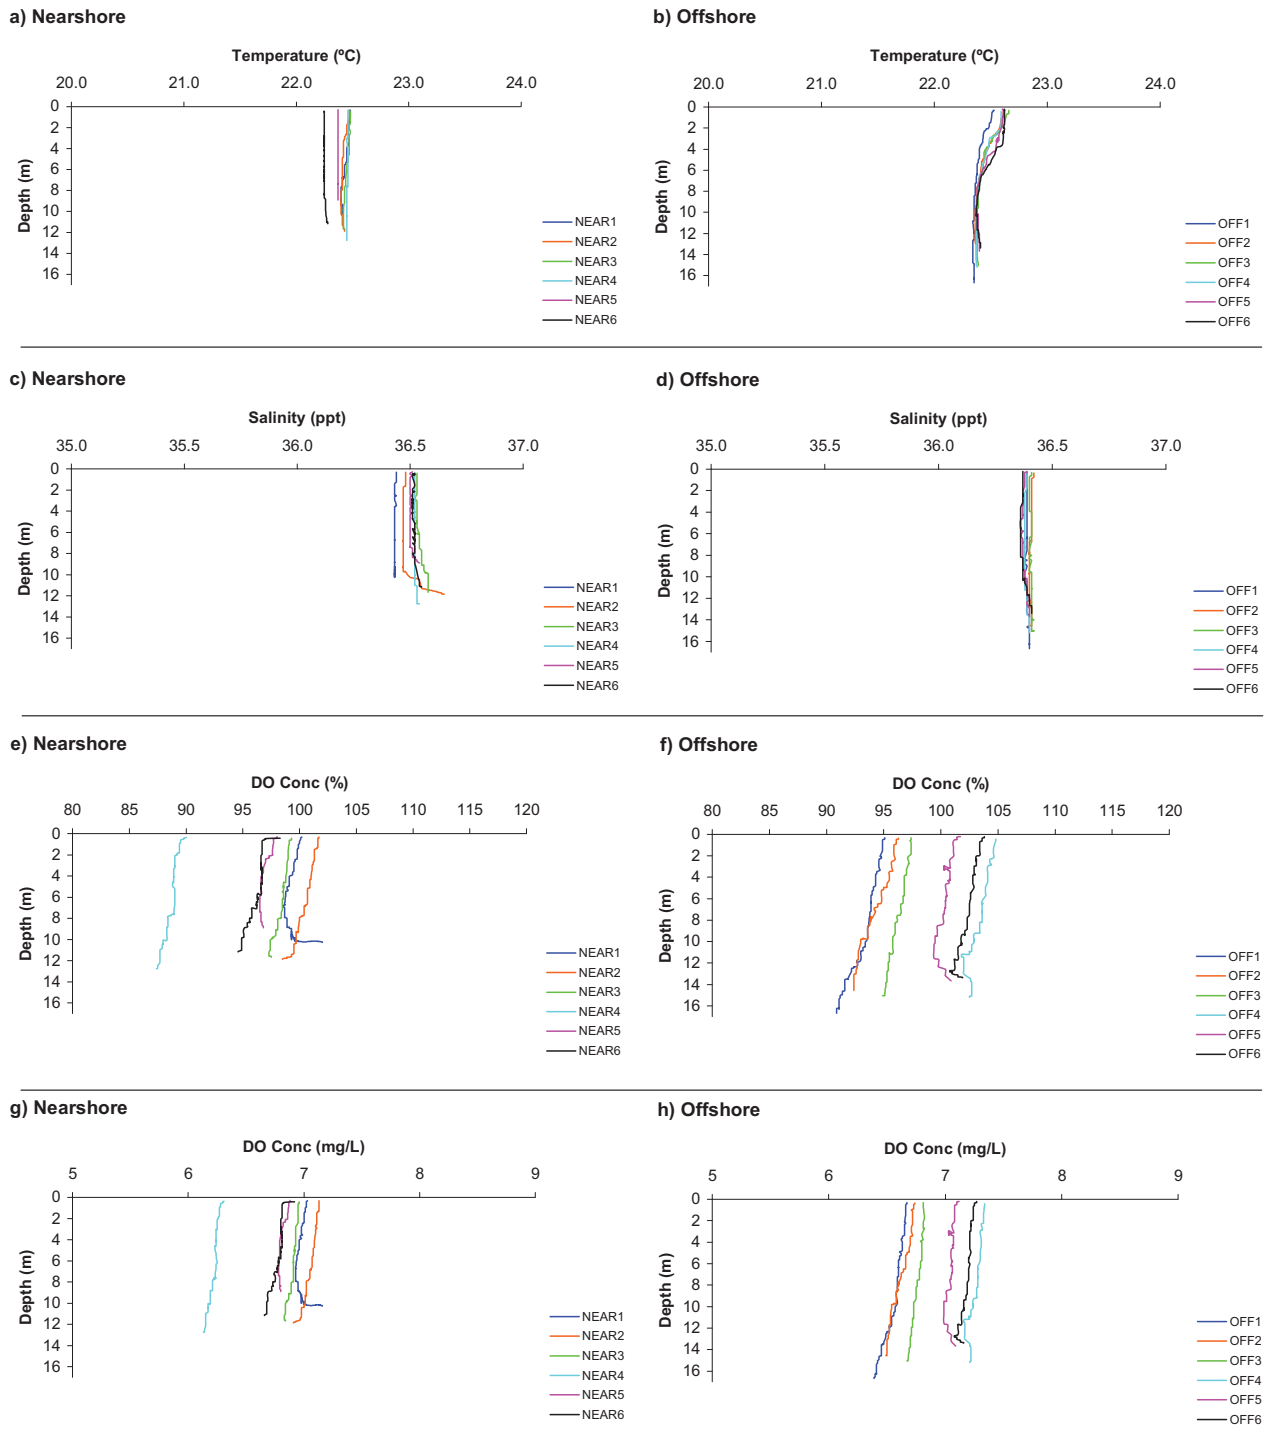 a) Nearshore
b) Offshore
Temperature (ºC)
Temperature (ºC)
20.0 21.0 22.0 23.0 24.0
20.0 21.0 22.0 23.0 24.0
0
2
4
6
8
10
12
14
16
Depth (m)
NEAR1
NEAR2
NEAR3
NEAR4
NEAR5
NEAR6
0
2
4
6
8
10
12
14
16
Depth (m)
OFF1
OFF2
OFF3
OFF4
OFF5
OFF6
c) Nearshore
d) Offshore
Salinity (ppt)
Salinity (ppt)
35.0 35.5 36.0 36.5 37.0
35.0 35.5 36.0 36.5 37.0
0
2
4
6
8
10
12
14
16
Depth (m)
NEAR1
NEAR2
NEAR3
NEAR4
NEAR5
NEAR6
0
2
4
6
8
10
12
14
16
Depth (m)
OFF1
OFF2
OFF3
OFF4
OFF5
OFF6
e) Nearshore
f) Offshore
DO Conc (%)
DO Conc (%)
80 85 90 95 100 105 110 115 120
80 85 90 95 100 105 110 115 120
0
2
4
6
8
10
12
14
16
Depth (m)
NEAR1
NEAR2
NEAR3
NEAR4
NEAR5
NEAR6
0
2
4
6
8
10
12
14
16
Depth (m)
OFF1
OFF2
OFF3
OFF4
OFF5
OFF6
g) Nearshore
h) Offshore
DO Conc (mg/L)
DO Conc (mg/L)
5 6 7 8 9
5 6 7 8 9
0
2
4
6
8
10
12
14
16
Depth (m)
NEAR1
NEAR2
NEAR3
NEAR4
NEAR5
NEAR6
0
2
4
6
8
10
12
14
16
Depth (m)
OFF1
OFF2
OFF3
OFF4
OFF5
OFF6